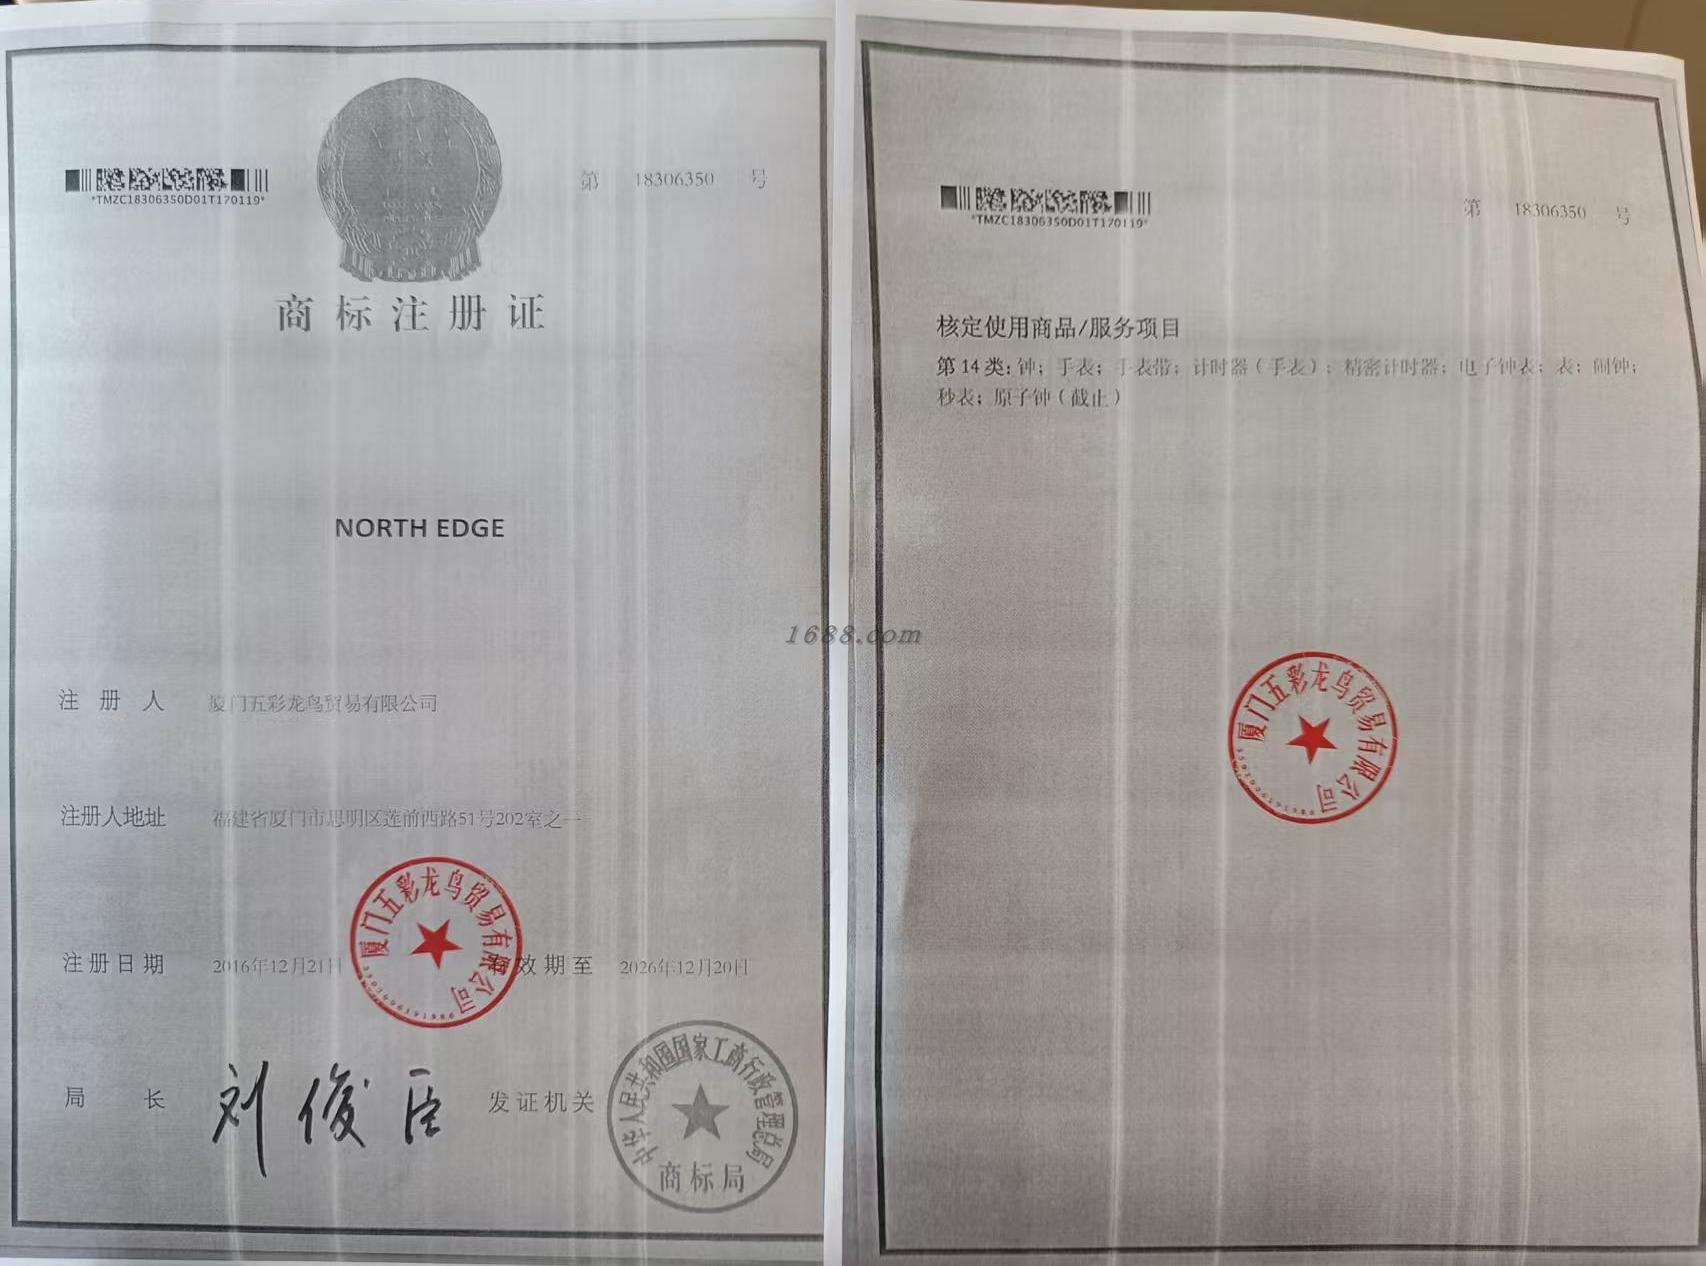 *TMZC18306350D01T170119*
第 18306350 号
商标注册证
NORTH EDGE
注册人 厦门五彩龙鸟贸易有限公司
注册人地址 福建省厦门市思明区莲前西路51号202室之一
厦门五彩龙鸟贸易有限公司
注册日期 2016年12月21日 有效期至 2026年12月20日
局长 刘俊臣 发证机关
中华人民共和国国家工商行政管理总局
商标局
*TMZC18306350D01T170119*
第 18306350 号
核定使用商品/服务项目
第14类: 钟; 手表; 手表带; 计时器(手表); 精密计时器; 电子钟表; 表; 闹钟;
秒表; 原子钟(截止)
厦门五彩龙鸟贸易有限公司
1688.com